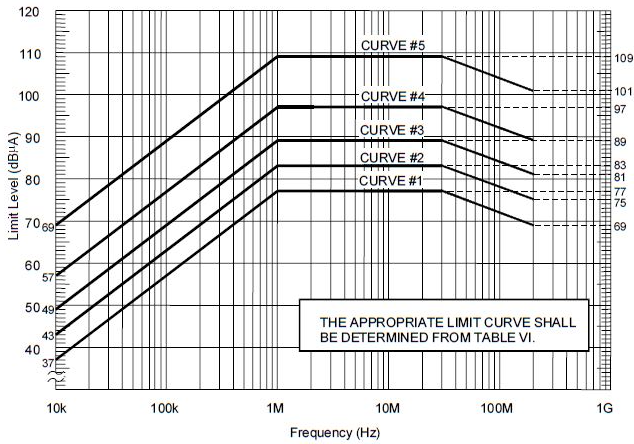 120
110
100
90
80
70
60
50
40
69
57
49
43
37
Limit Level (dBµA)
CURVE #5
CURVE #4
CURVE #3
CURVE #2
CURVE #1
109
101
97
89
83
81
77
75
69
THE APPROPRIATE LIMIT CURVE SHALL
BE DETERMINED FROM TABLE VI.
10k 100k 1M 10M 100M 1G
Frequency (Hz)